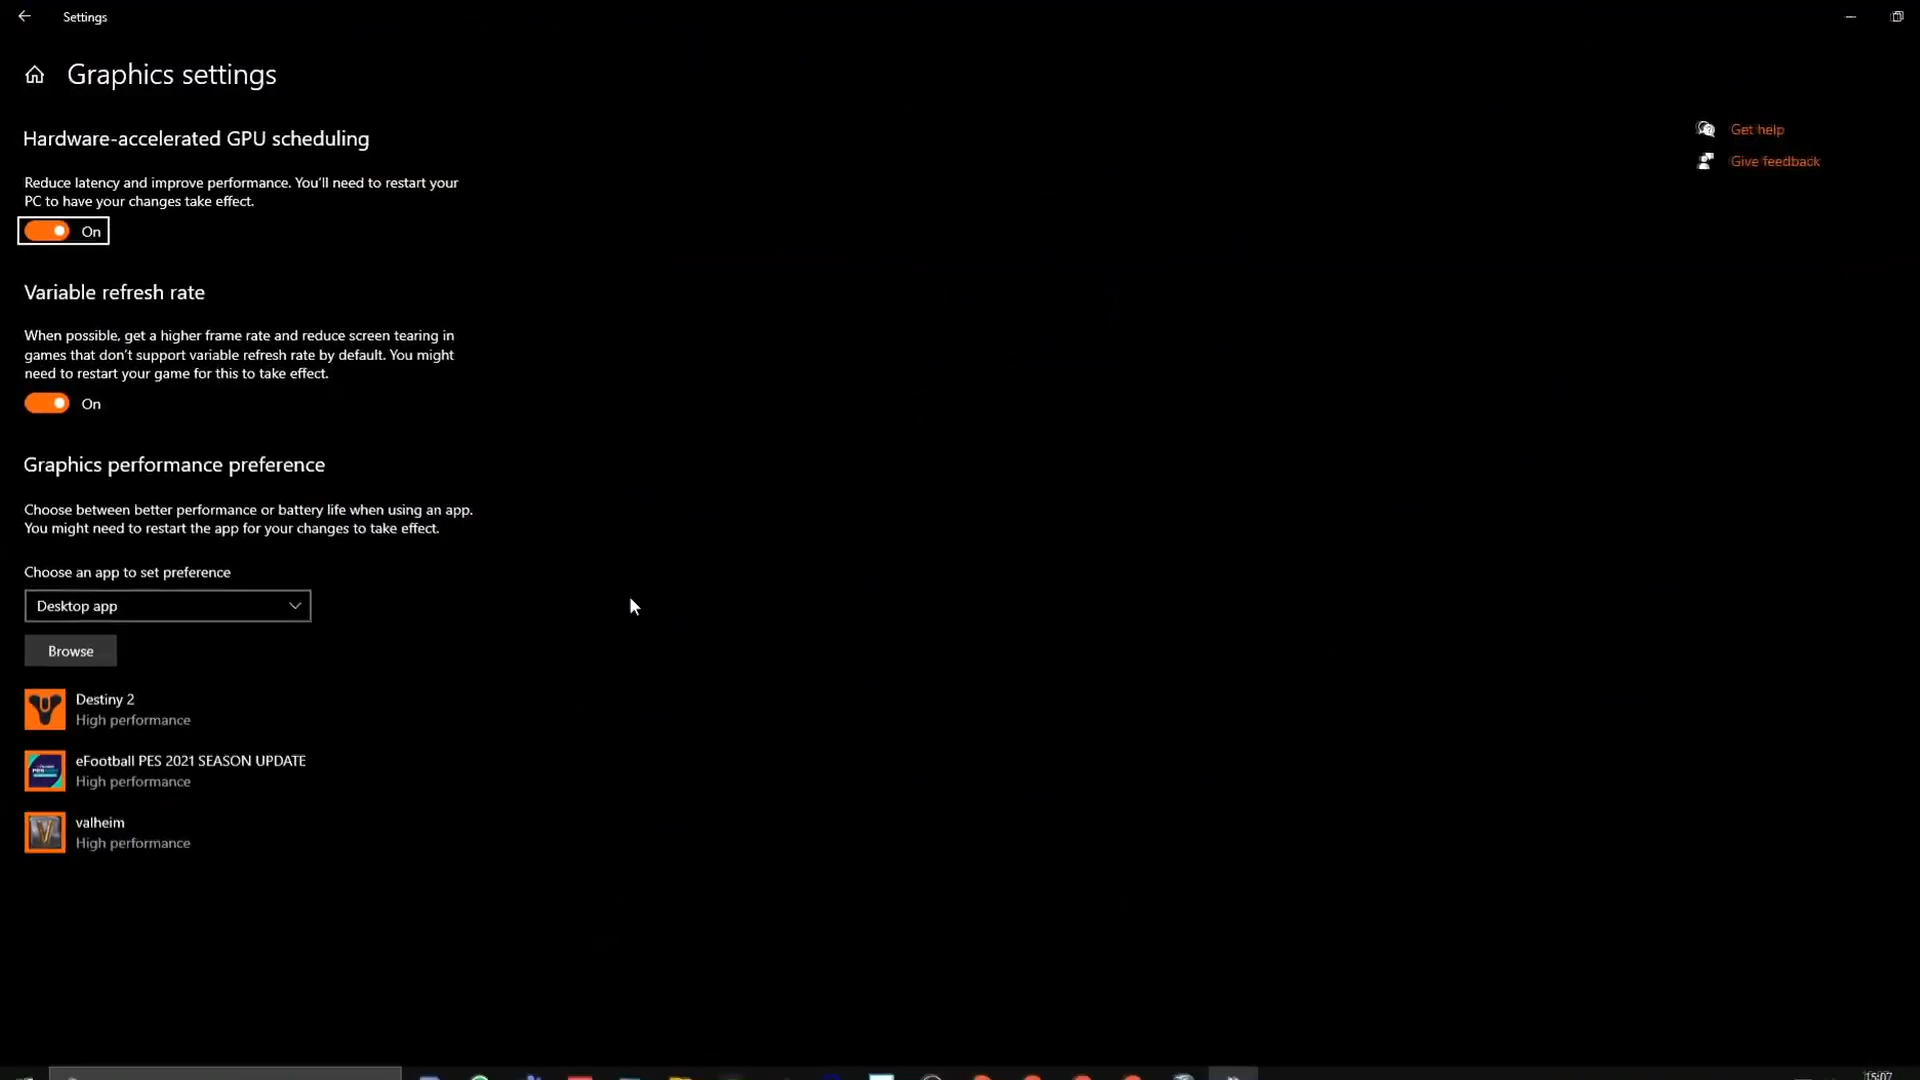 Settings
Graphics settings
Hardware-accelerated GPU scheduling
Reduce latency and improve performance. You'll need to restart your
PC to have your changes take effect.
On
Variable refresh rate
When possible, get a higher frame rate and reduce screen tearing in
games that don't support variable refresh rate by default. You might
need to restart your game for this to take effect.
On
Graphics performance preference
Choose between better performance or battery life when using an app.
You might need to restart the app for your changes to take effect.
Choose an app to set preference
Desktop app
Browse
Destiny 2
High performance
eFootball PES 2021 SEASON UPDATE
High performance
valheim
High performance
Get help
Give feedback
15:07